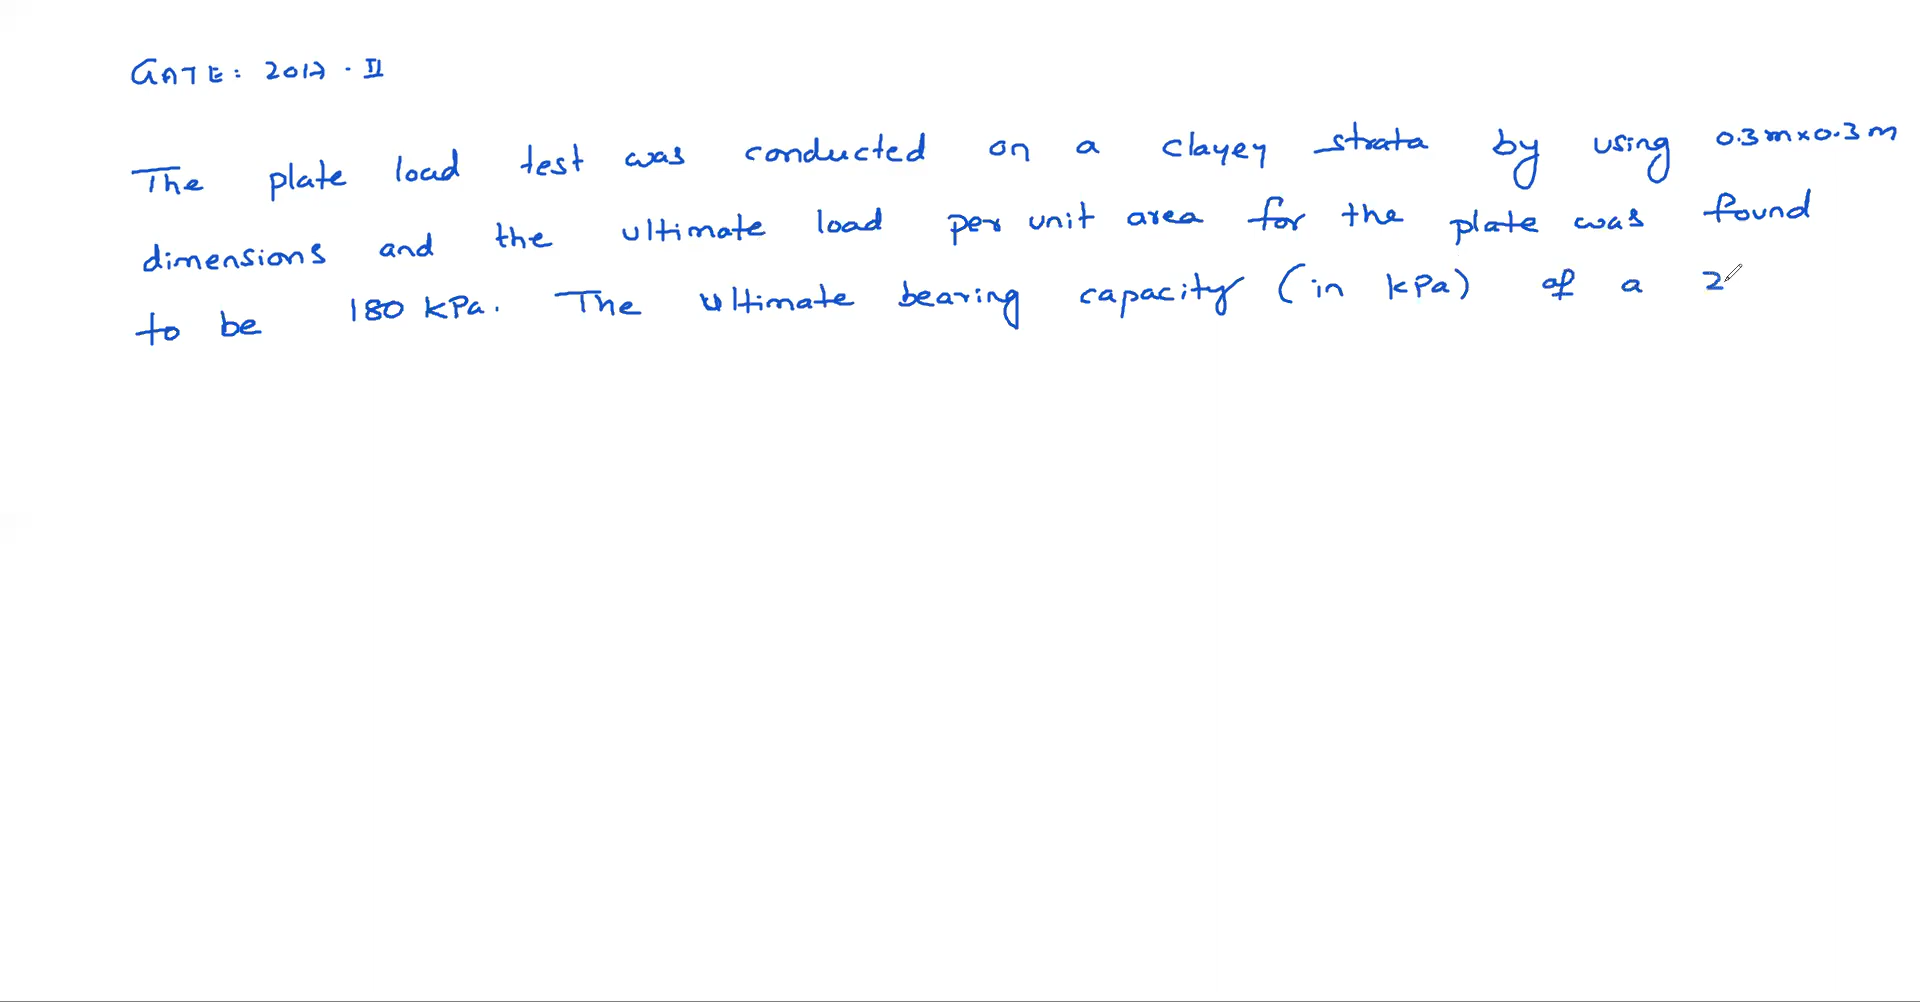 GATE: 2017 - II
The plate load test was conducted on a clayey strata by using 0.3m×0.3m
dimensions and the ultimate load per unit area for the plate was found
to be 180 kPa. The ultimate bearing capacity (in kPa) of a 2